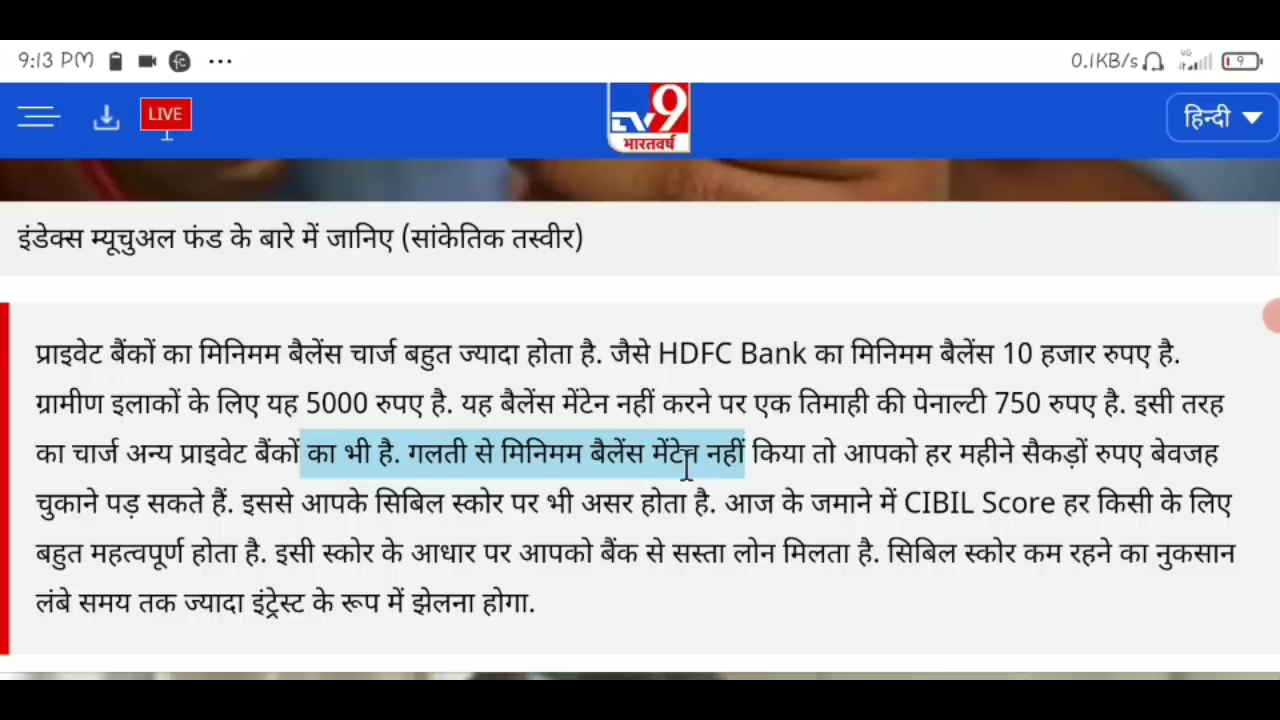 9:13 PM
0.1KB/s 4G 9
LIVE
TV9
भारतवर्ष
हिन्दी
इंडेक्स म्यूचुअल फंड के बारे में जानिए (सांकेतिक तस्वीर)
प्राइवेट बैंकों का मिनिमम बैलेंस चार्ज बहुत ज्यादा होता है. जैसे HDFC Bank का मिनिमम बैलेंस 10 हजार रुपए है.
ग्रामीण इलाकों के लिए यह 5000 रुपए है. यह बैलेंस मेंटेन नहीं करने पर एक तिमाही की पेनाल्टी 750 रुपए है. इसी तरह
का चार्ज अन्य प्राइवेट बैंकों का भी है. गलती से मिनिमम बैलेंस मेंटेन नहीं किया तो आपको हर महीने सैकड़ों रुपए बेवजह
चुकाने पड़ सकते हैं. इससे आपके सिबिल स्कोर पर भी असर होता है. आज के जमाने में CIBIL Score हर किसी के लिए
बहुत महत्वपूर्ण होता है. इसी स्कोर के आधार पर आपको बैंक से सस्ता लोन मिलता है. सिबिल स्कोर कम रहने का नुकसान
लंबे समय तक ज्यादा इंट्रेस्ट के रूप में झेलना होगा.